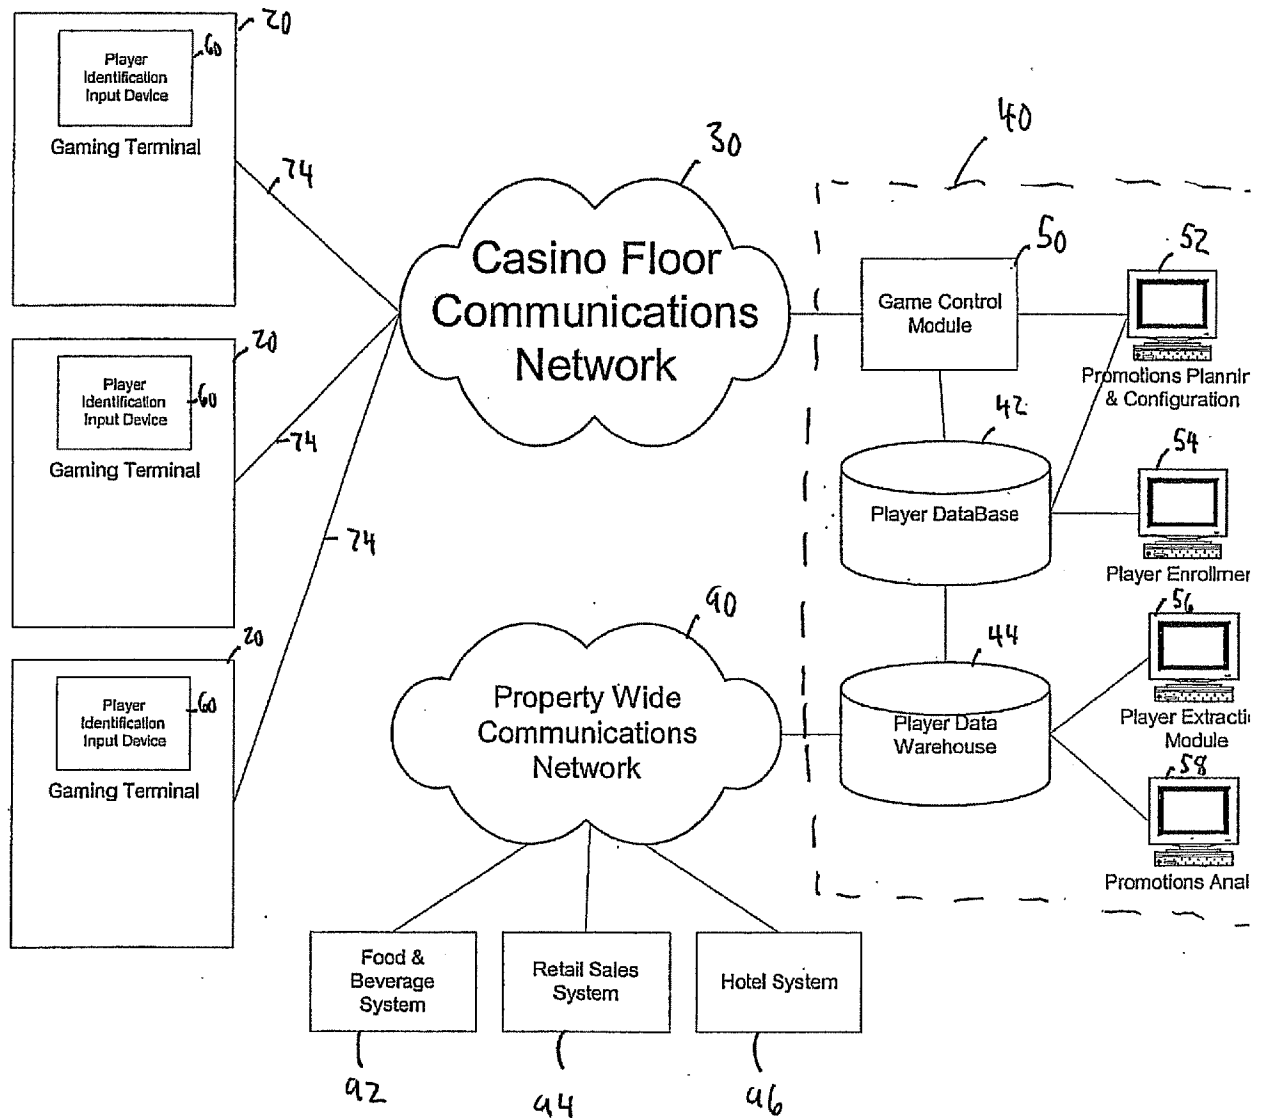 20
60
Player
Identification
Input Device
Gaming Terminal
74
30
40
Casino Floor
Communications
Network
50
Game Control
Module
52
Promotions Plannin
& Configuration
20
Player
Identification
Input Device
60
Gaming Terminal
74
42
Player DataBase
54
Player Enrollmer
74
20
Player
Identification
Input Device
60
Gaming Terminal
90
Property Wide
Communications
Network
44
Player Data
Warehouse
56
Player Extracti
Module
58
Promotions Anal
Food &
Beverage
System
92
Retail Sales
System
94
Hotel System
96